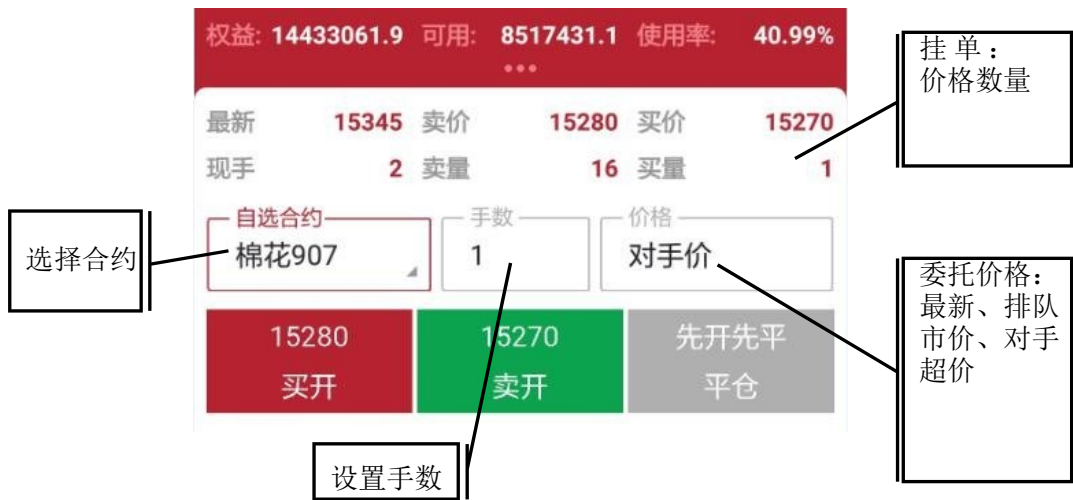 权益: 14433061.9 可用: 8517431.1 使用率: 40.99%
挂单：
价格数量
最新 15345 卖价 15280 买价 15270
现手 2 卖量 16 买量 1
自选合约 手数 价格
选择合约
棉花907 1 对手价
委托价格：
最新、排队
市价、对手
超价
15280 15270 先开先平
买开 卖开 平仓
设置手数